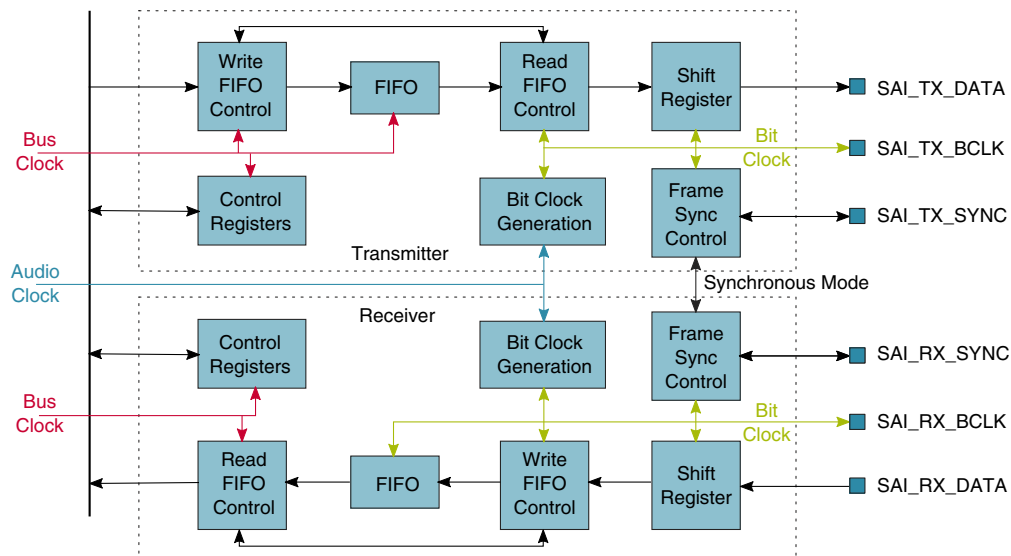 Write
FIFO
Control
FIFO
Read
FIFO
Control
Shift
Register
SAI_TX_DATA
Bus
Clock
Bit
Clock
SAI_TX_BCLK
Control
Registers
Bit Clock
Generation
Frame
Sync
Control
SAI_TX_SYNC
Transmitter
Audio
Clock
Synchronous Mode
Receiver
Control
Registers
Bit Clock
Generation
Frame
Sync
Control
SAI_RX_SYNC
Bus
Clock
Bit
Clock
SAI_RX_BCLK
Read
FIFO
Control
FIFO
Write
FIFO
Control
Shift
Register
SAI_RX_DATA